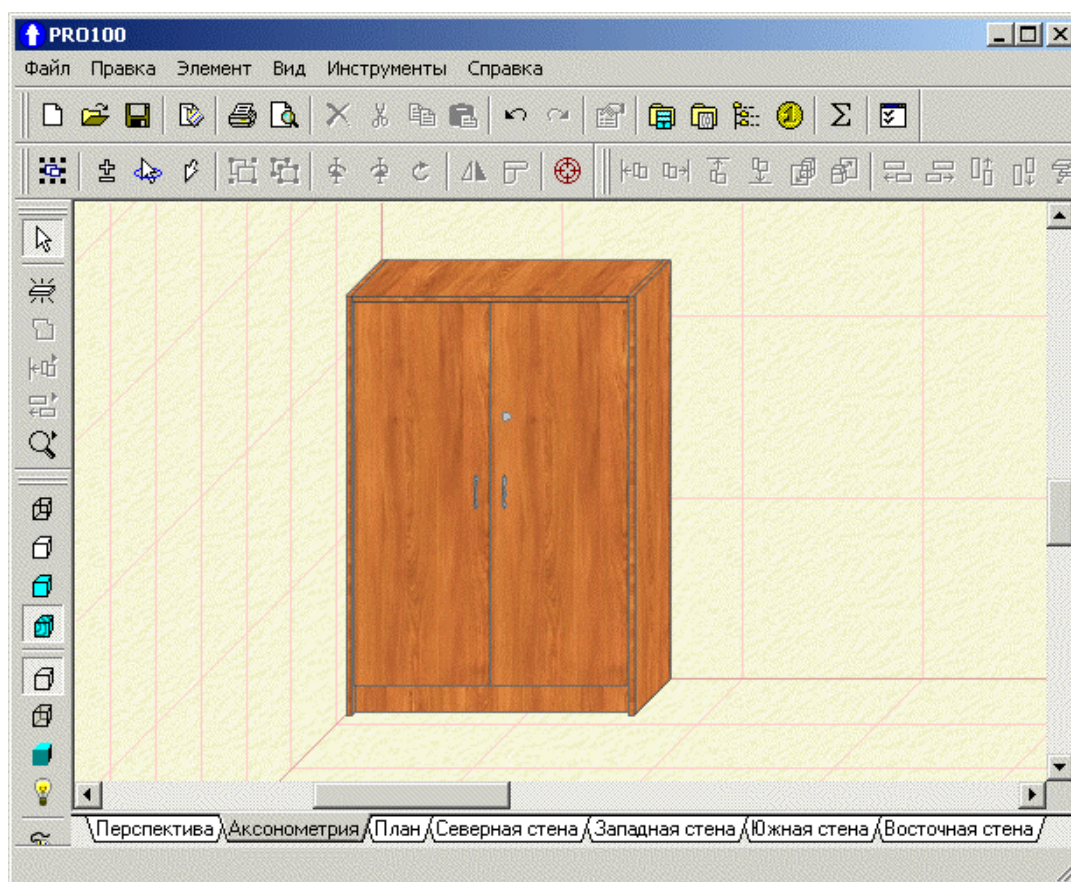 PRO100
Файл Правка Элемент Вид Инструменты Справка
Перспектива Аксонометрия План Северная стена Западная стена Южная стена Восточная стена